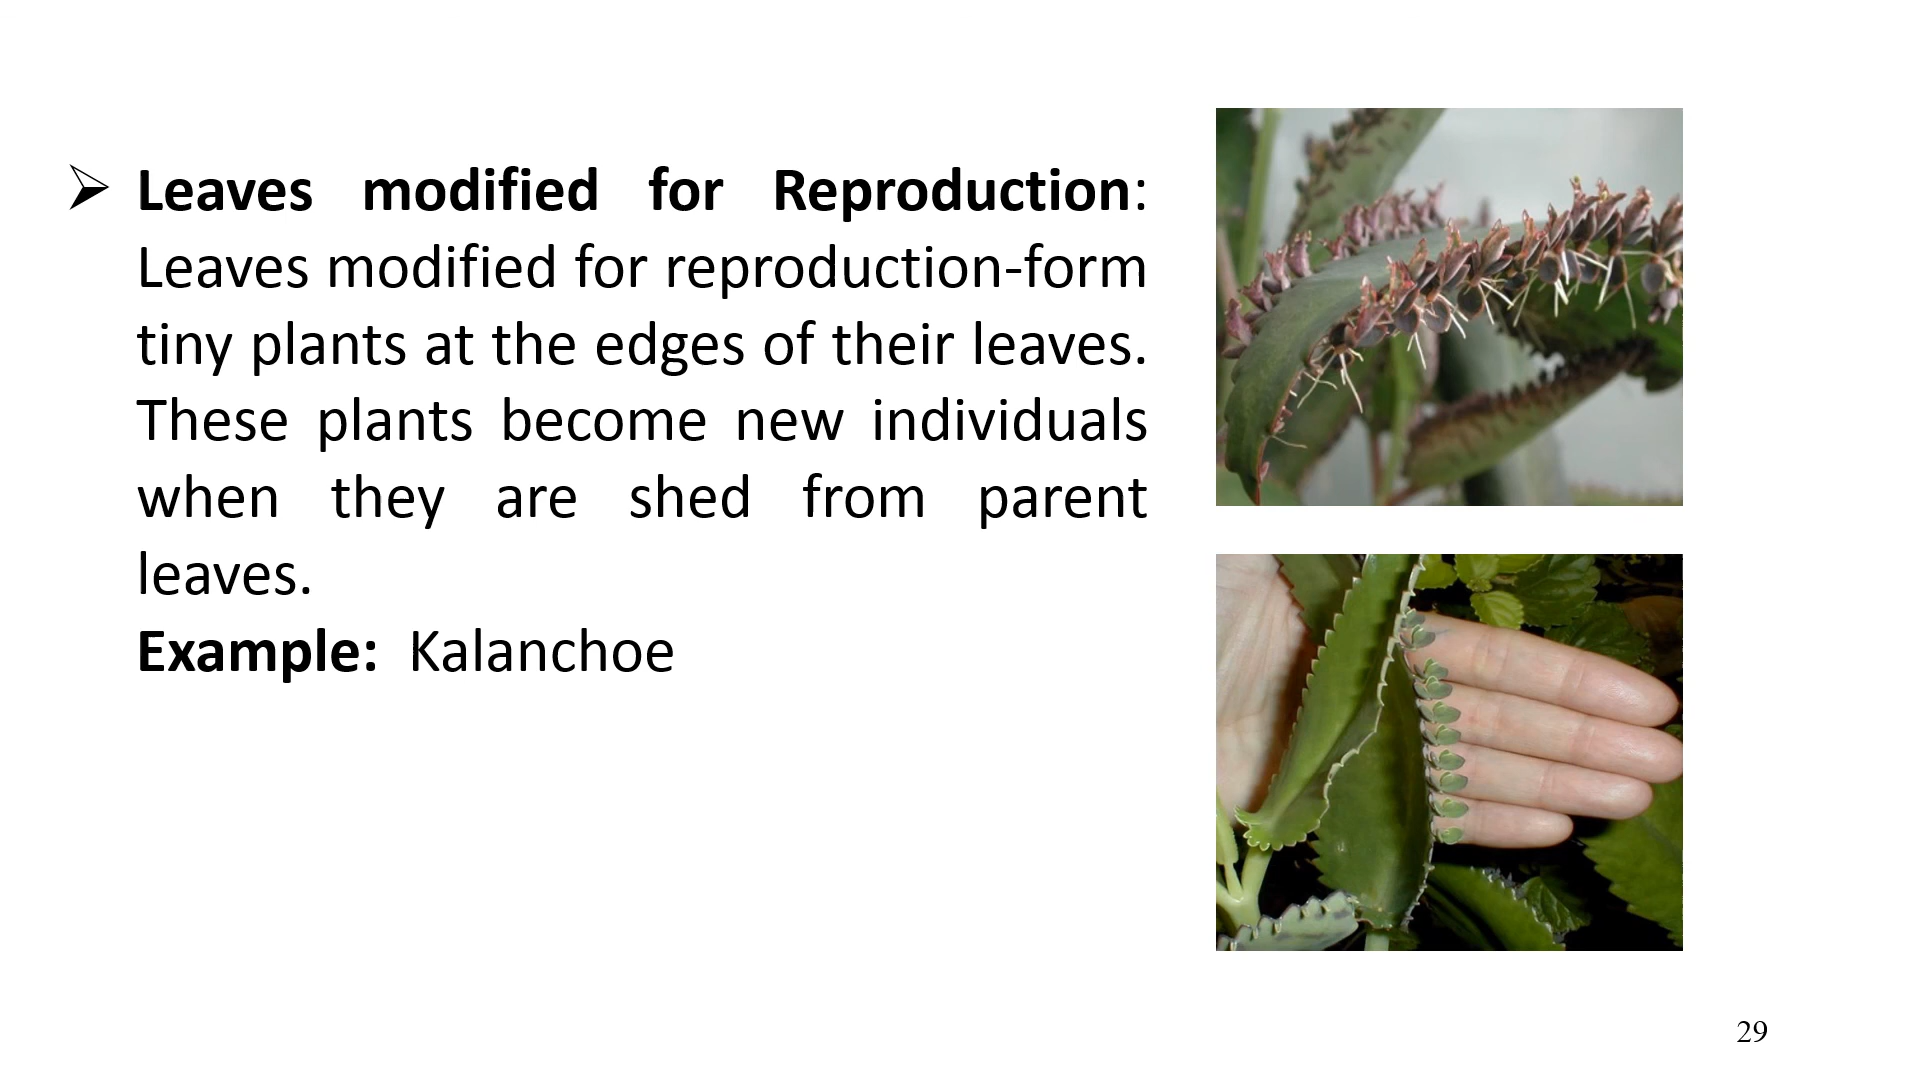 ➢ Leaves modified for Reproduction:
Leaves modified for reproduction-form
tiny plants at the edges of their leaves.
These plants become new individuals
when they are shed from parent
leaves.
Example: Kalanchoe
29